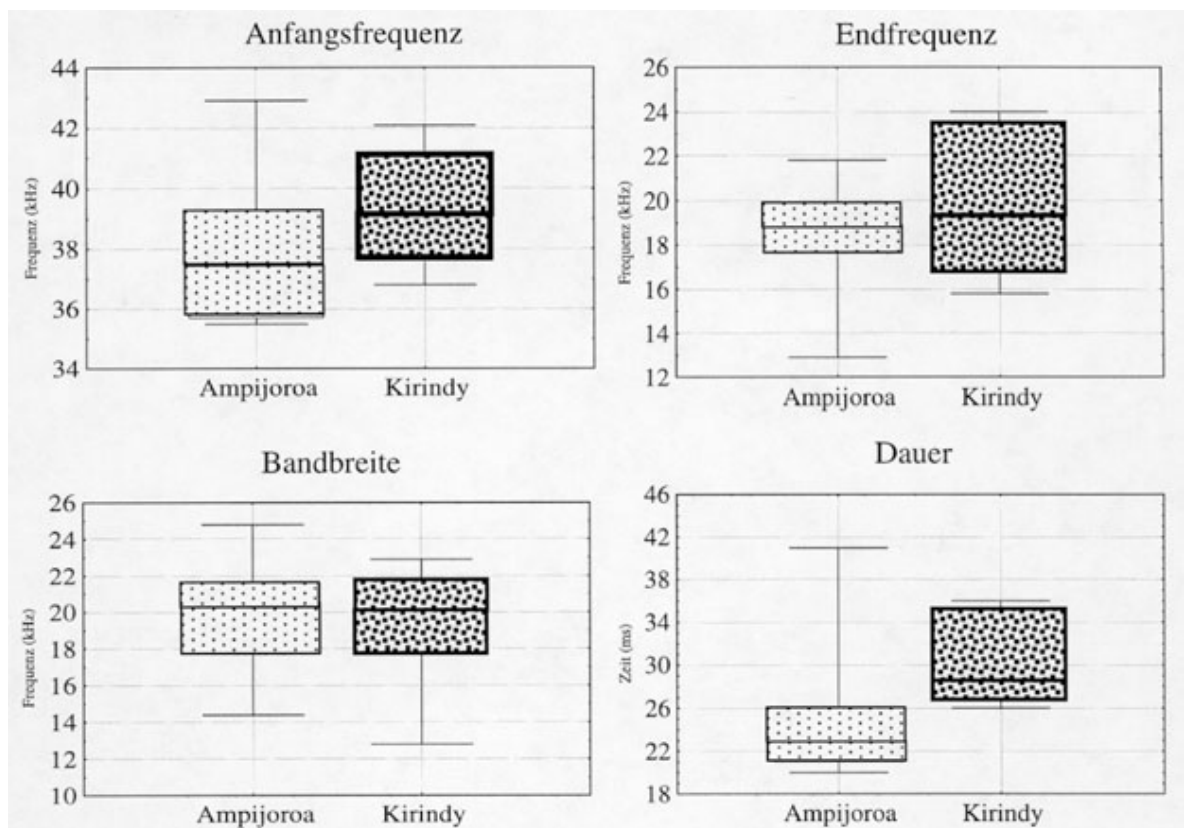 Anfangsfrequenz
Frequenz (kHz)
44
42
40
38
36
34
Ampijoroa Kirindy
Endfrequenz
Frequenz (kHz)
26
24
22
20
18
16
14
12
Ampijoroa Kirindy
Bandbreite
Frequenz (kHz)
26
24
22
20
18
16
14
12
10
Ampijoroa Kirindy
Dauer
Zeit (ms)
46
42
38
34
30
26
22
18
Ampijoroa Kirindy